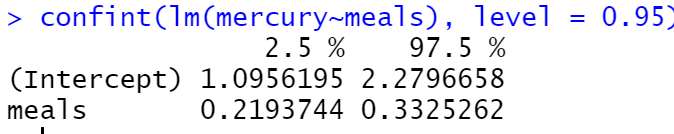 > confint(lm(mercury~meals), level = 0.95)
2.5 % 97.5 %
(Intercept) 1.0956195 2.2796658
meals 0.2193744 0.3325262